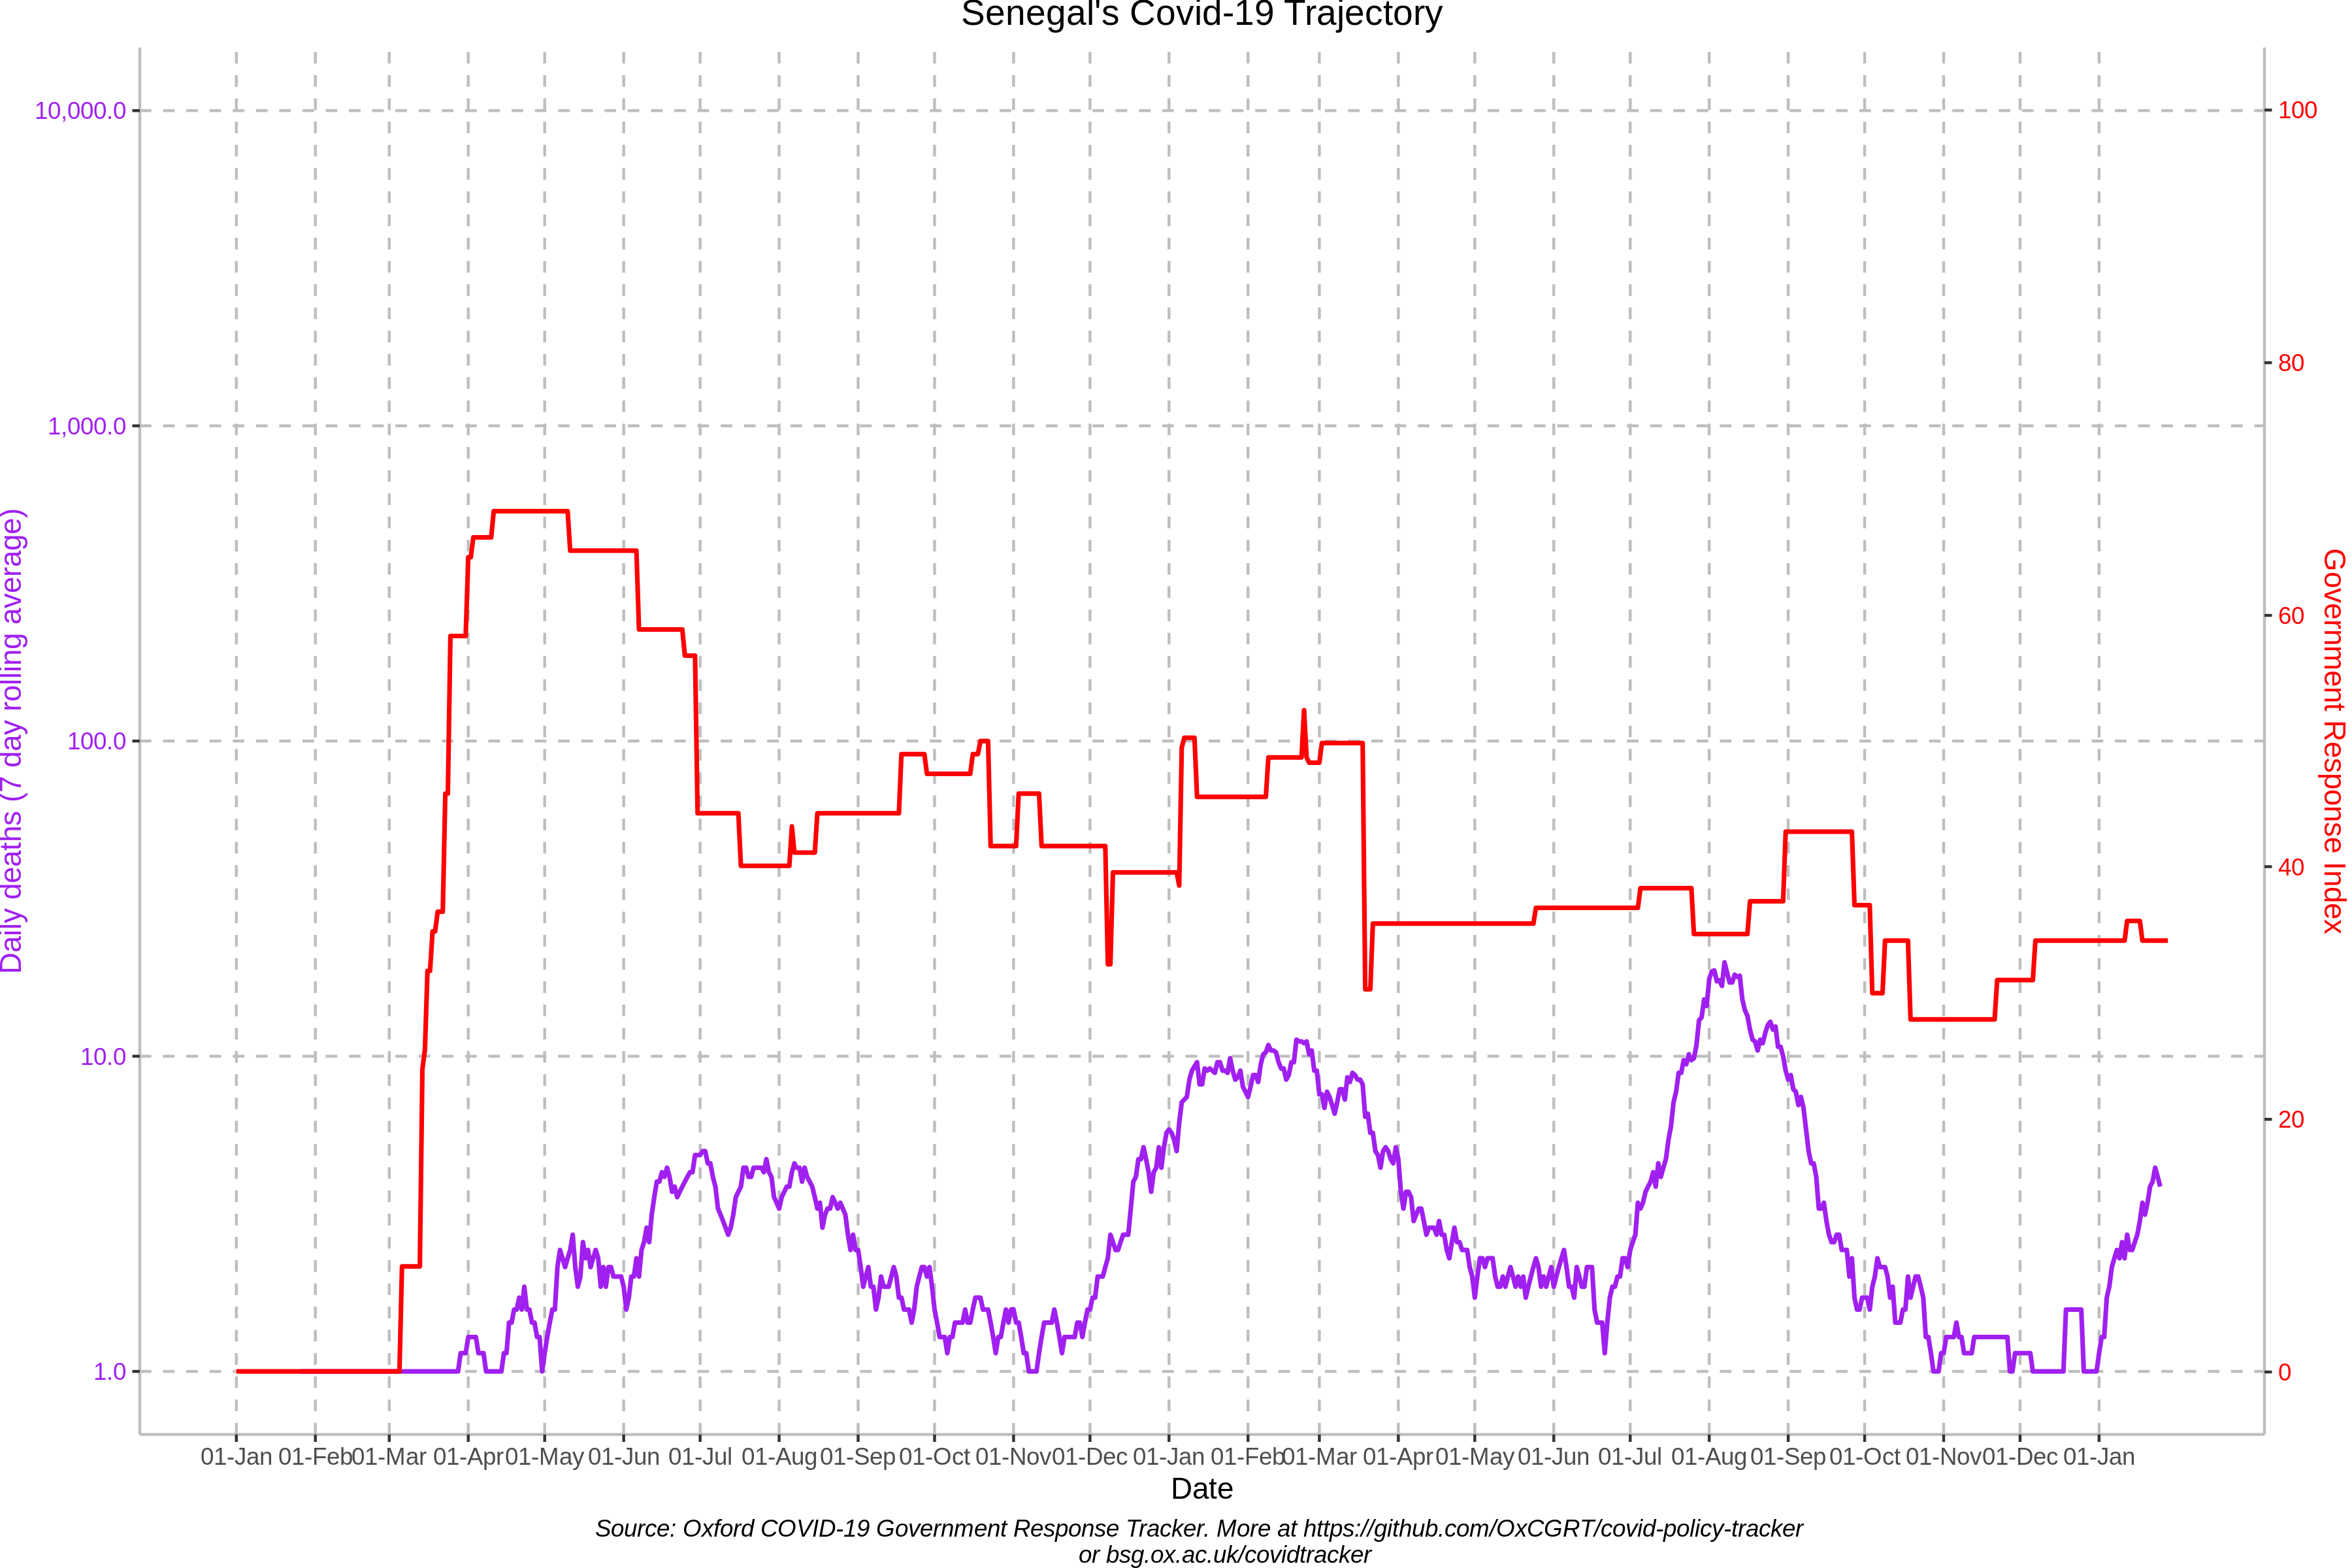 Senegal's Covid-19 Trajectory
10,000.0
1,000.0
100.0
10.0
1.0
Daily deaths (7 day rolling average)
100
80
60
40
20
0
Government Response Index
01-Jan 01-Feb 01-Mar 01-Apr 01-May 01-Jun 01-Jul 01-Aug 01-Sep 01-Oct 01-Nov 01-Dec 01-Jan 01-Feb 01-Mar 01-Apr 01-May 01-Jun 01-Jul 01-Aug 01-Sep 01-Oct 01-Nov 01-Dec 01-Jan
Date
Source: Oxford COVID-19 Government Response Tracker. More at https://github.com/OxCGRT/covid-policy-tracker
or bsg.ox.ac.uk/covidtracker